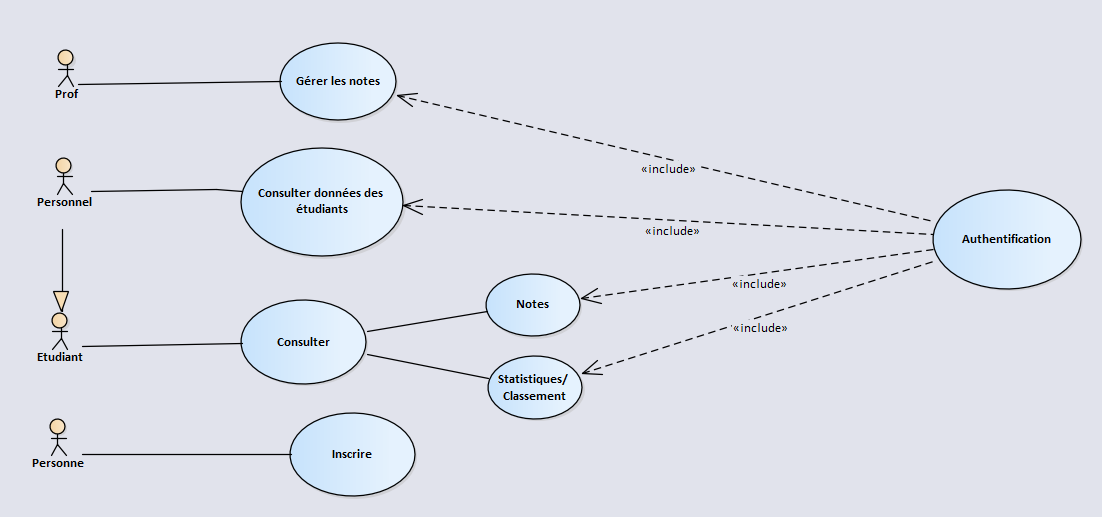 Prof
Gérer les notes
«include»
Personnel
Consulter données des
étudiants
«include»
Authentification
Notes
«include»
Etudiant
Consulter
«include»
Statistiques/
Classement
Personne
Inscrire